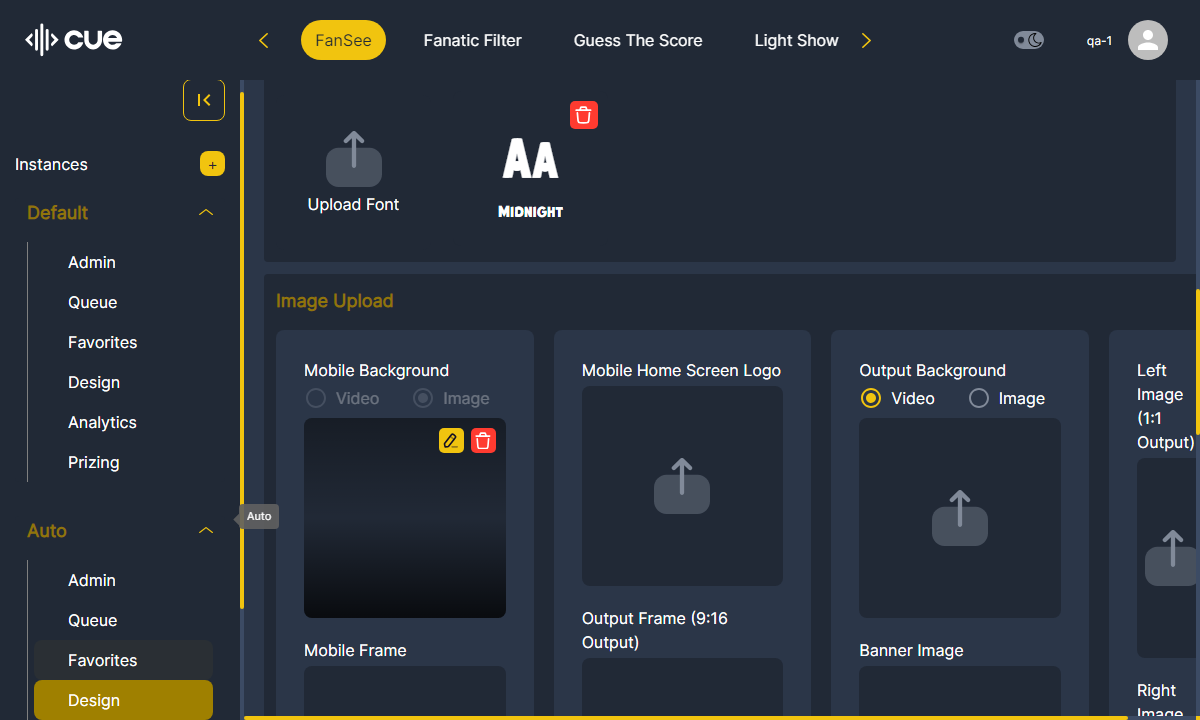 cue
FanSee
Fanatic Filter
Guess The Score
Light Show
qa-1
Instances
+
Default
Admin
Queue
Favorites
Design
Analytics
Prizing
Auto
Auto
Admin
Queue
Favorites
Design
Upload Font
AA
MIDNIGHT
Image Upload
Mobile Background
Video
Image
Mobile Frame
Mobile Home Screen Logo
Output Frame (9:16
Output)
Output Background
Video
Image
Banner Image
Left
Image
(1:1
Output)
Right
Image